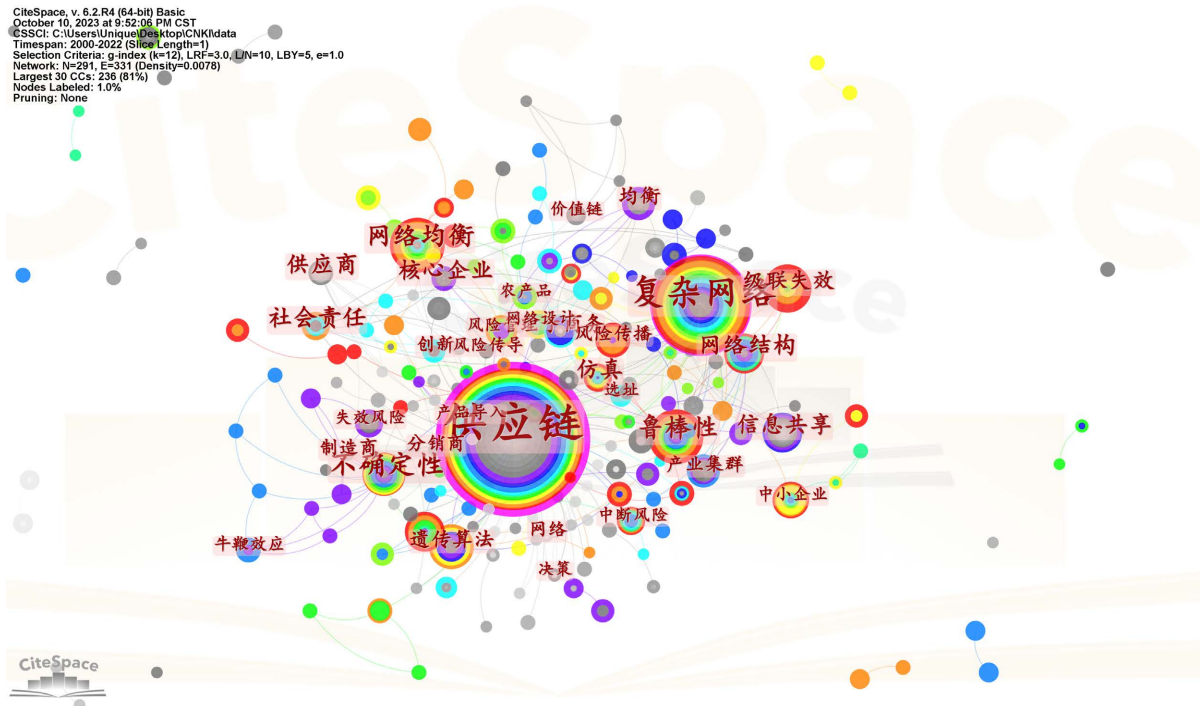 CiteSpace, v. 6.2.R4 (64-bit) Basic
October 10, 2023 at 9:52:06 PM CST
CSSCI: C:\Users\Unique\Desktop\CNKI\data
Timespan: 2000-2022 (Slice Length=1)
Selection Criteria: g-index (k=12), LRF=3.0, L/N=10, LBY=5, e=1.0
Network: N=291, E=331 (Density=0.0078)
Largest 30 CCs: 236 (81%)
Nodes Labeled: 1.0%
Pruning: None
CiteSpace
均衡
价值链
网络均衡
供应商
核心企业
级联失效
复杂网络
农产品
社会责任
网络设计
风险传播
创新风险传导
网络结构
仿真
选址
产品导入
失效风险
供应链
鲁棒性
信息共享
制造商
分销商
不确定性
产业集群
中小企业
中断风险
网络
遗传算法
牛鞭效应
决策
CiteSpace